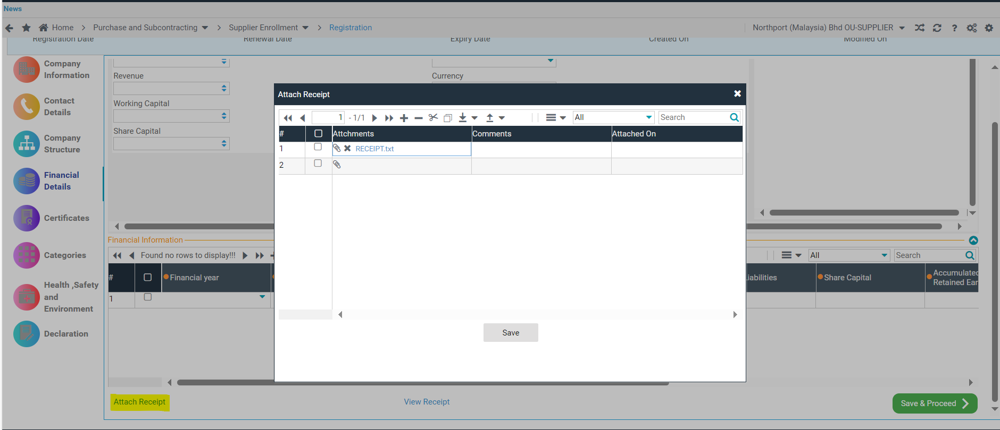 News
Home > Purchase and Subcontracting > Supplier Enrollment > Registration
Northport (Malaysia) Bhd OU-SUPPLIER
?
Registration Date
Renewal Date
Expiry Date
Created On
Modified On
Company
Information
Contact
Details
Company
Structure
Financial
Details
Certificates
Categories
Health ,Safety
and
Environment
Declaration
Revenue
Currency
Working Capital
Share Capital
Attach Receipt
1 - 1/1
All
Search
# Attchments Comments Attached On
1 RECEIPT.txt
2
Save
Financial Information
Found no rows to display!!!
All
Search
# Financial year
Liabilities
Share Capital
Accumulated
Retained Ear
1
Attach Receipt
View Receipt
Save & Proceed